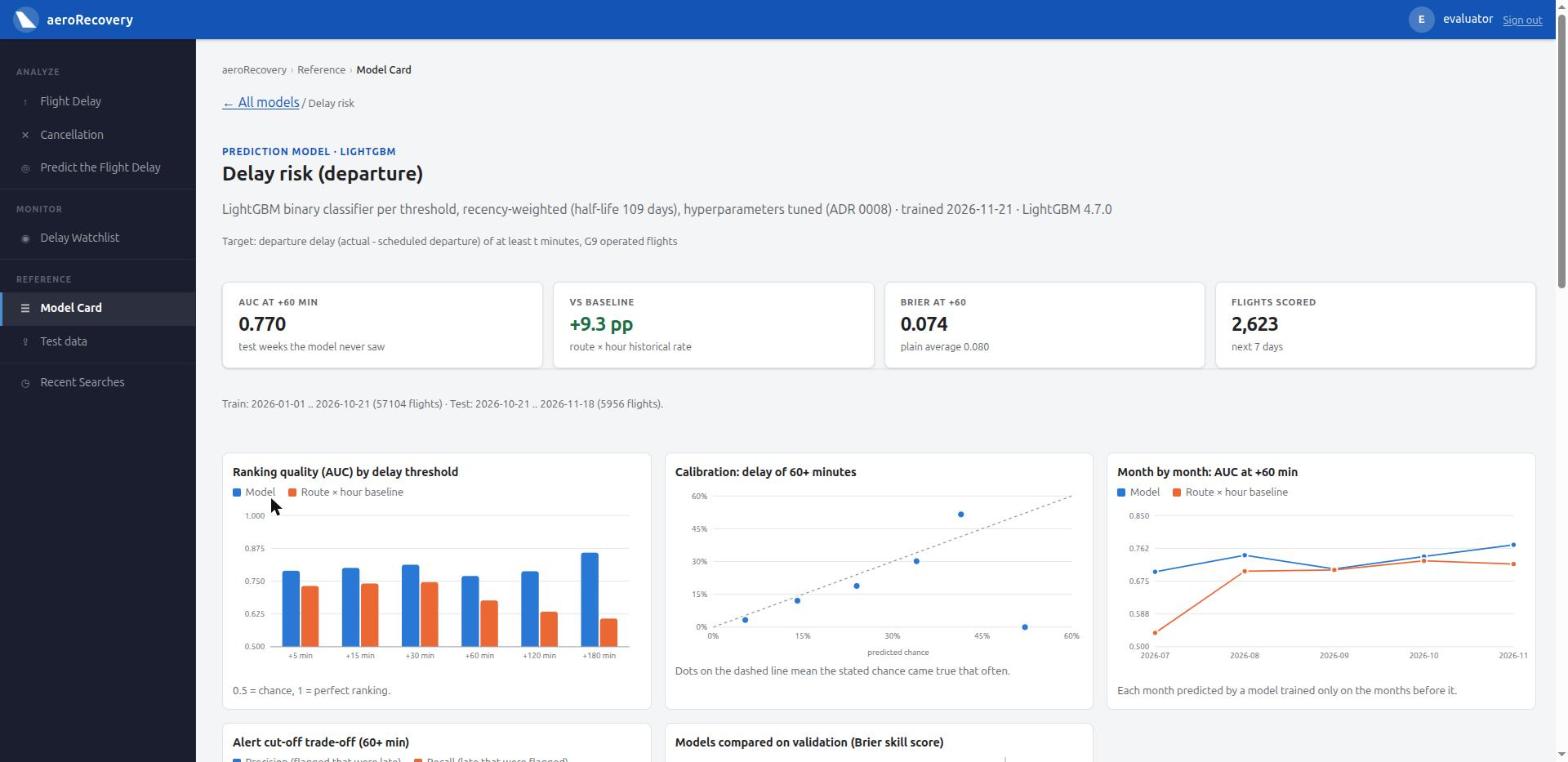 aeroRecovery
E evaluator Sign out
ANALYZE
Flight Delay
Cancellation
Predict the Flight Delay
MONITOR
Delay Watchlist
REFERENCE
Model Card
Test data
Recent Searches
aeroRecovery › Reference › Model Card
← All models / Delay risk
PREDICTION MODEL · LIGHTGBM
Delay risk (departure)
LightGBM binary classifier per threshold, recency-weighted (half-life 109 days), hyperparameters tuned (ADR 0008) · trained 2026-11-21 · LightGBM 4.7.0
Target: departure delay (actual - scheduled departure) of at least t minutes, G9 operated flights
AUC AT +60 MIN
0.770
test weeks the model never saw
VS BASELINE
+9.3 pp
route × hour historical rate
BRIER AT +60
0.074
plain average 0.080
FLIGHTS SCORED
2,623
next 7 days
Train: 2026-01-01 .. 2026-10-21 (57104 flights) · Test: 2026-10-21 .. 2026-11-18 (5956 flights).
Ranking quality (AUC) by delay threshold
Model Route × hour baseline
1.000
0.875
0.750
0.625
0.500
+5 min +15 min +30 min +60 min +120 min +180 min
0.5 = chance, 1 = perfect ranking.
Calibration: delay of 60+ minutes
60%
45%
30%
15%
0%
0% 15% 30% 45% 60%
predicted chance
Dots on the dashed line mean the stated chance came true that often.
Month by month: AUC at +60 min
Model Route × hour baseline
0.850
0.762
0.675
0.588
0.500
2026-07 2026-08 2026-09 2026-10 2026-11
Each month predicted by a model trained only on the months before it.
Alert cut-off trade-off (60+ min)
Precision (flagged that were late) Recall (late that were flagged)
Models compared on validation (Brier skill score)